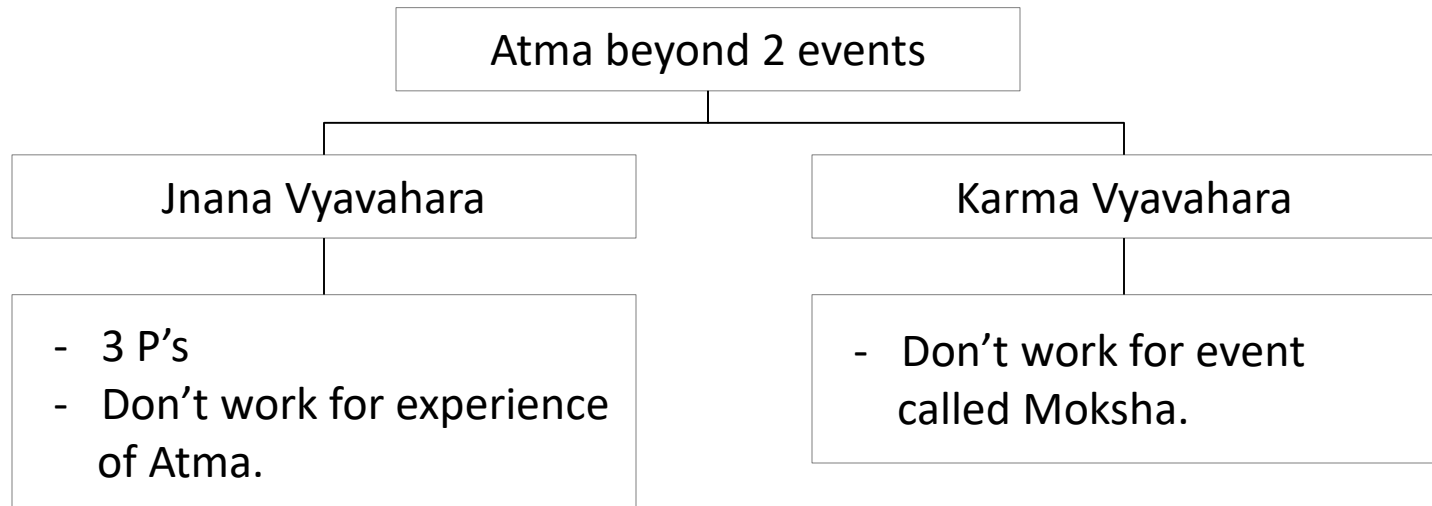 Atma beyond 2 events
Jnana Vyavahara
Karma Vyavahara
- 3 P’s
- Don’t work for experience
of Atma.
- Don’t work for event
called Moksha.